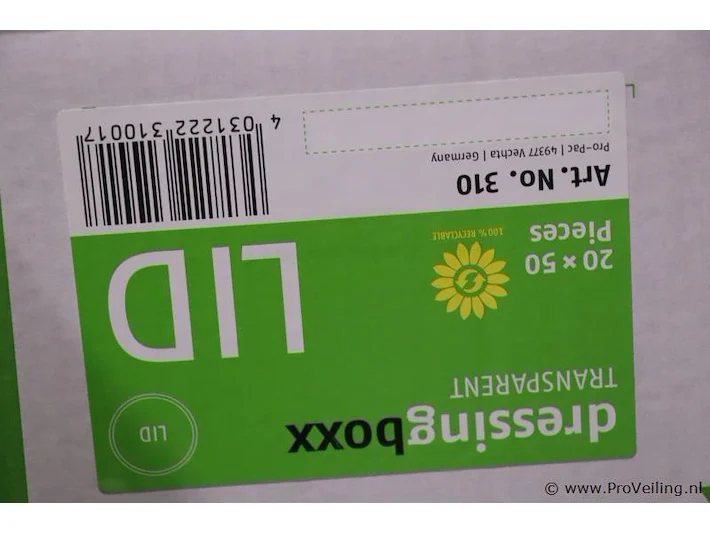 dressingboxx
TRANSPARENT
LID
20 × 50
Pieces
100% RECYCLABLE
LID
Art. No. 310
Pro-Pac | 49377 Vechta | Germany
4 031222 310017
© www.ProVeiling.nl